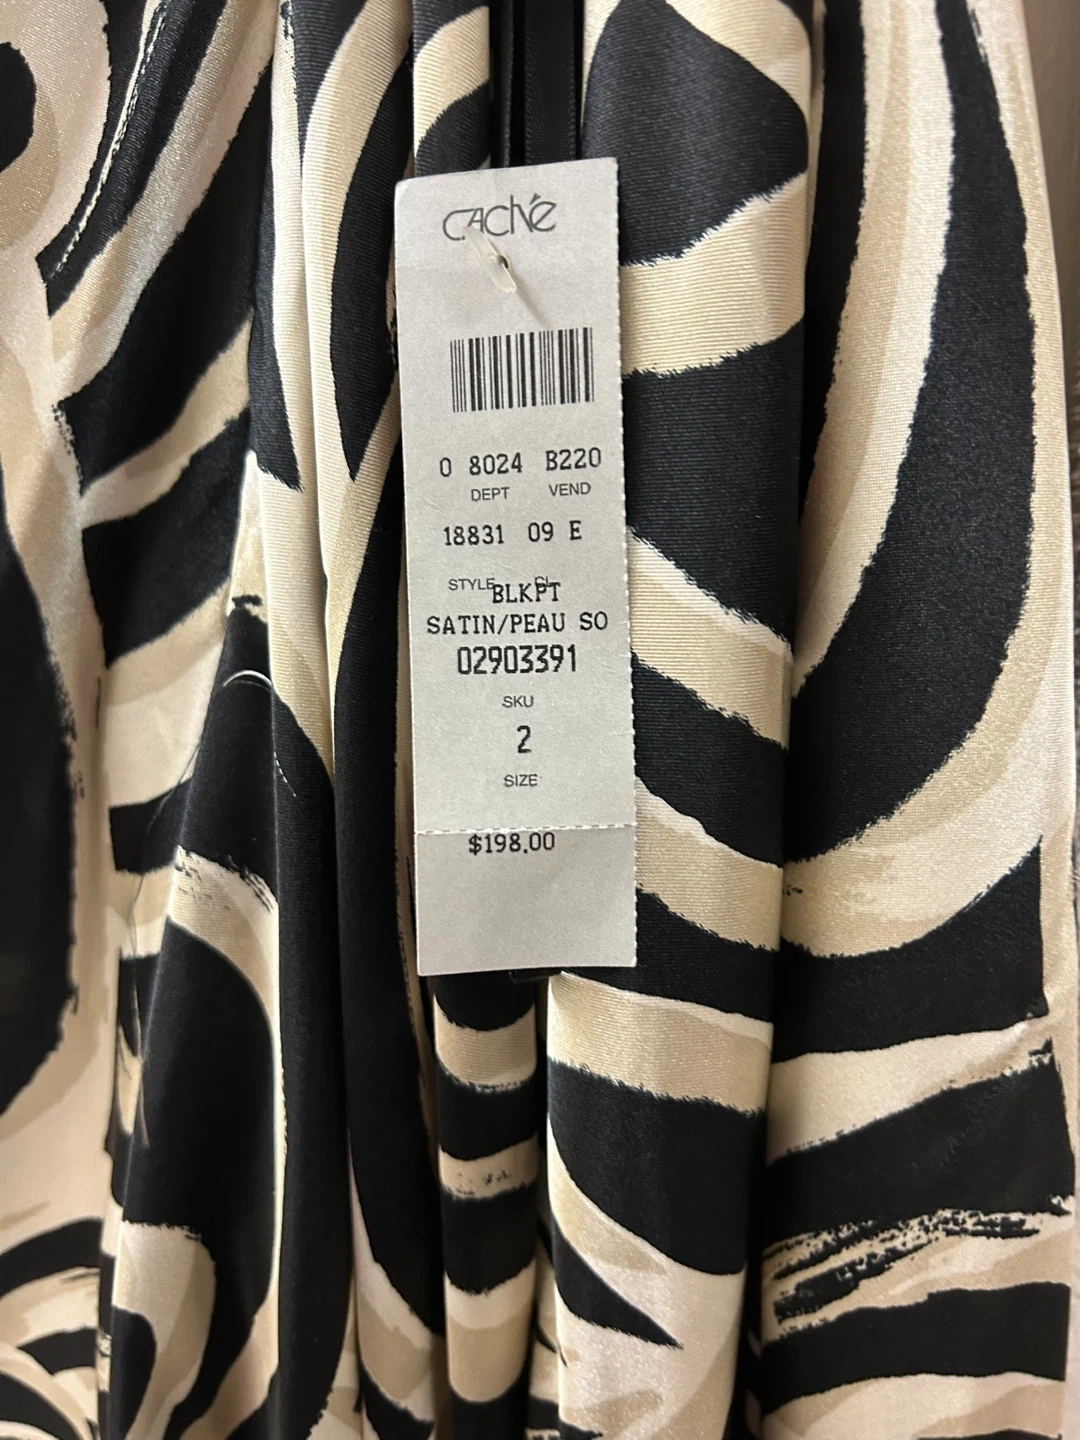 Caché
0 8024 B220
DEPT VEND
18831 09 E
STYLE CL
BLKPT
SATIN/PEAU SO
02903391
SKU
2
SIZE
$198.00